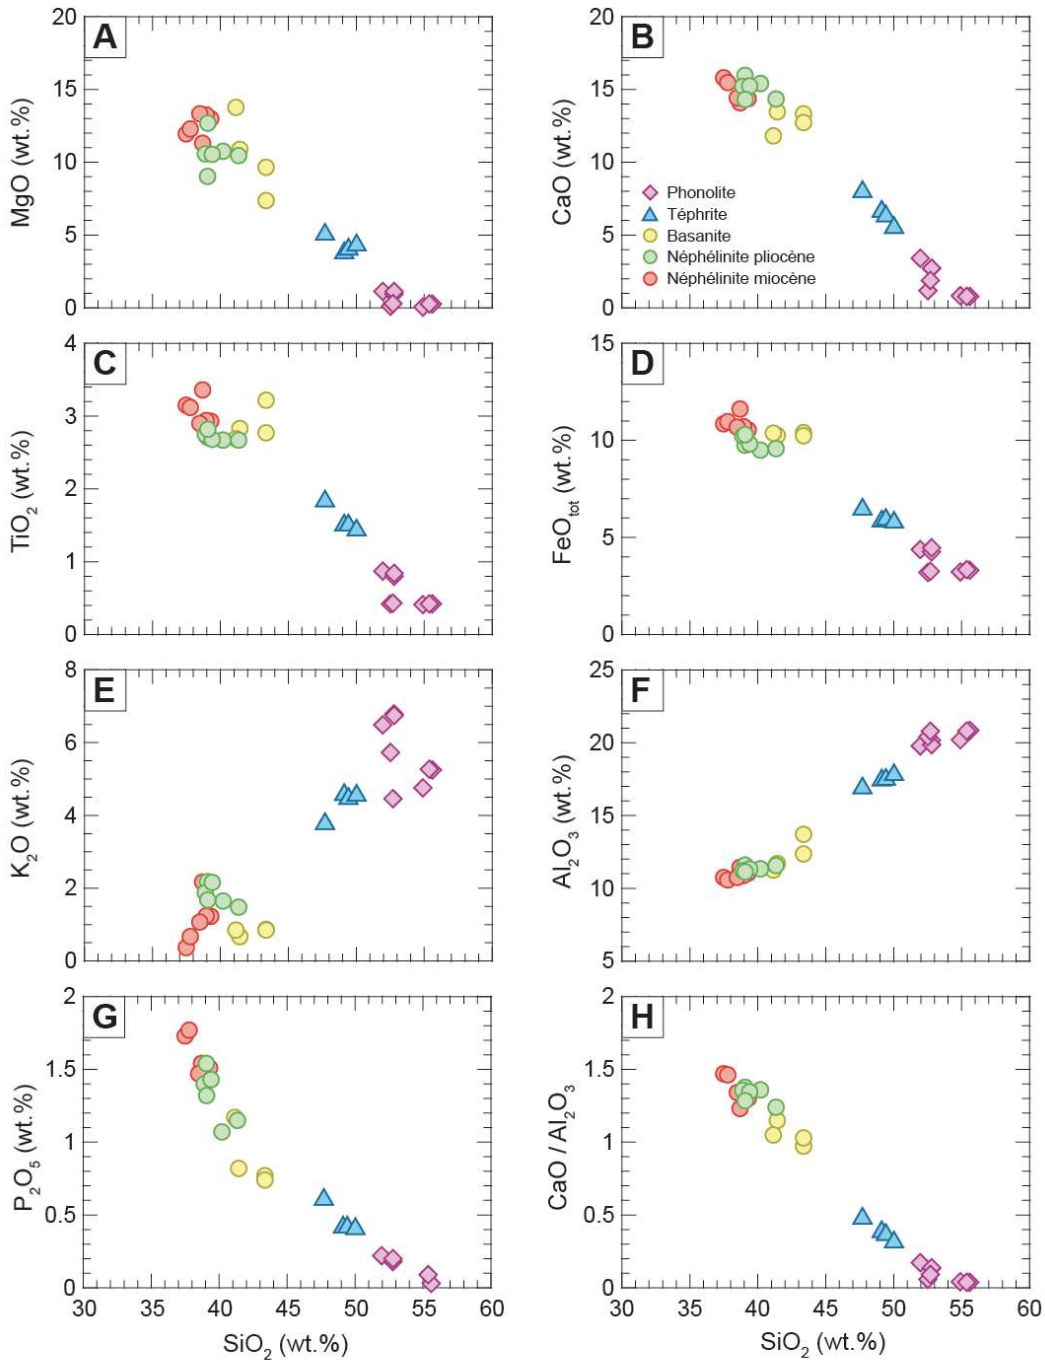 A
MgO (wt.%)
20
15
10
5
0
B
CaO (wt.%)
20
15
10
5
0
Phonolite
Téphrite
Basanite
Néphélinite pliocène
Néphélinite miocène
C
TiO2 (wt.%)
4
3
2
1
0
D
FeOtot (wt.%)
15
10
5
0
E
K2O (wt.%)
8
6
4
2
0
F
Al2O3 (wt.%)
25
20
15
10
5
G
P2O5 (wt.%)
2
1.5
1
0.5
0
30 35 40 45 50 55 60
SiO2 (wt.%)
H
CaO / Al2O3
2
1.5
1
0.5
0
30 35 40 45 50 55 60
SiO2 (wt.%)